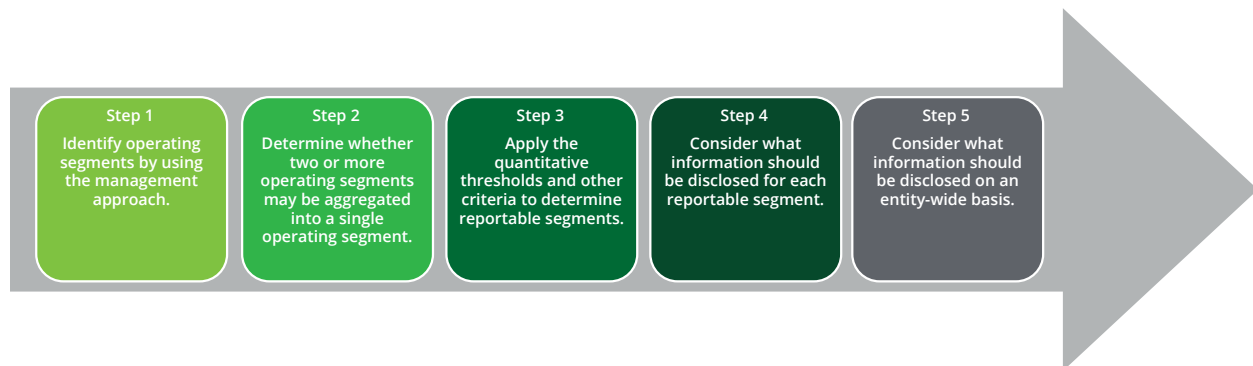 Step 1
Identify operating
segments by using
the management
approach.
Step 2
Determine whether
two or more
operating segments
may be aggregated
into a single
operating segment.
Step 3
Apply the
quantitative
thresholds and other
criteria to determine
reportable segments.
Step 4
Consider what
information should
be disclosed for each
reportable segment.
Step 5
Consider what
information should
be disclosed on an
entity-wide basis.